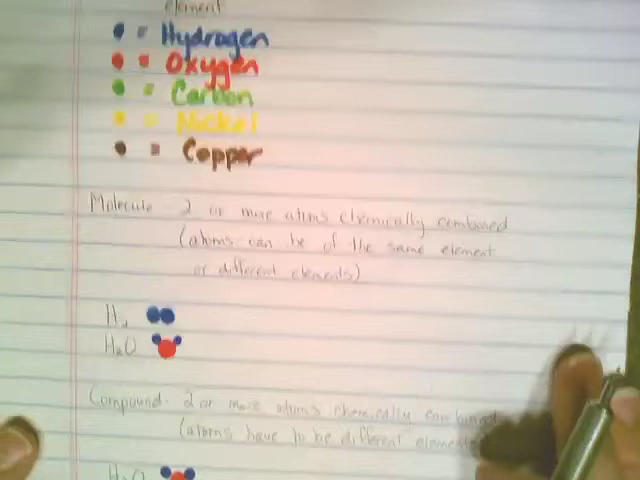 element
= Hydrogen
= Oxygen
= Carbon
= Nickel
= Copper
Molecule- 2 or more atoms chemically combined
(atoms can be of the same element
or different elements)
H₂
H₂O
Compound- 2 or more atoms chemically combined
(atoms have to be different elements
H₂O